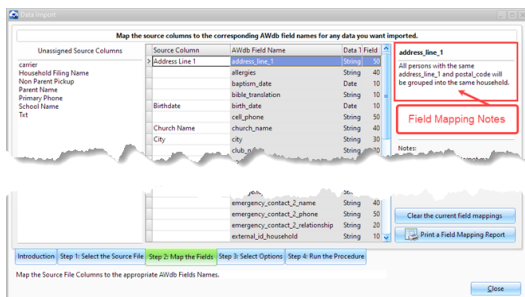 Data Import
Map the source columns to the corresponding AWdb field names for any data you want imported.
Unassigned Source Columns
carrier
Household Filing Name
Non Parent Pickup
Parent Name
Primary Phone
School Name
Txt
Source Column AWdb Field Name Data T Field
Address Line 1 address_line_1 String 50
allergies String 40
baptism_date Date 10
bible_translation String 40
Birthdate birth_date Date 10
cell_phone String 50
Church Name church_name String 40
City city String 30
String 20
emergency_contact_2_name String 40
emergency_contact_2_phone String 50
emergency_contact_2_relationship String 20
external_id_household String 20
address_line_1
All persons with the same
address_line_1 and postal_code will
be grouped into the same household.
Field Mapping Notes
Notes:
Clear the current field mappings
Print a Field Mapping Report
Introduction Step 1: Select the Source File Step 2: Map the Fields Step 3: Select Options Step 4: Run the Procedure
Map the Source File Columns to the appropriate AWdb Fields Names.
Close